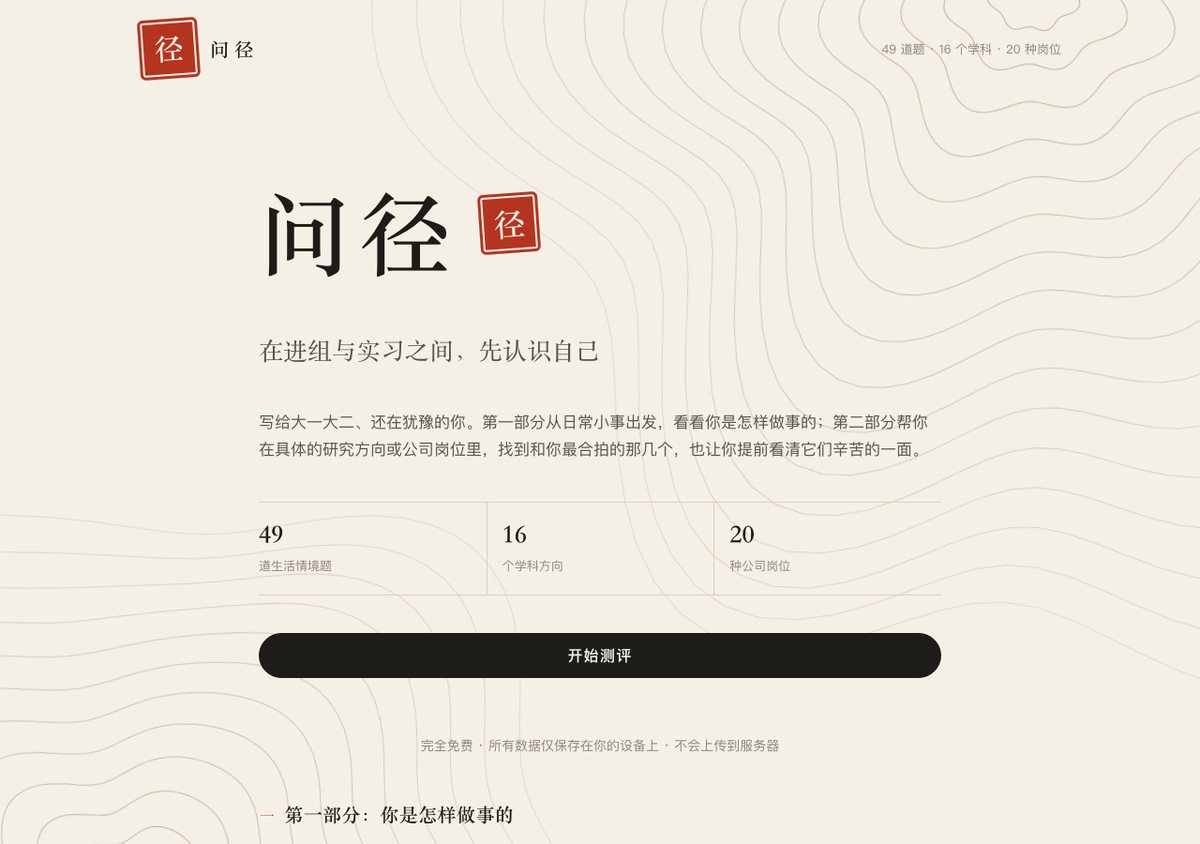 径
问径
49 道题 · 16 个学科 · 20 种岗位
问径
径
在进组与实习之间，先认识自己
写给大一大二、还在犹豫的你。第一部分从日常小事出发，看看你是怎样做事的；第二部分帮你
在具体的研究方向或公司岗位里，找到和你最合拍的那几个，也让你提前看清它们辛苦的一面。
49
道生活情境题
16
个学科方向
20
种公司岗位
开始测评
完全免费 · 所有数据仅保存在你的设备上 · 不会上传到服务器
一 第一部分：你是怎样做事的